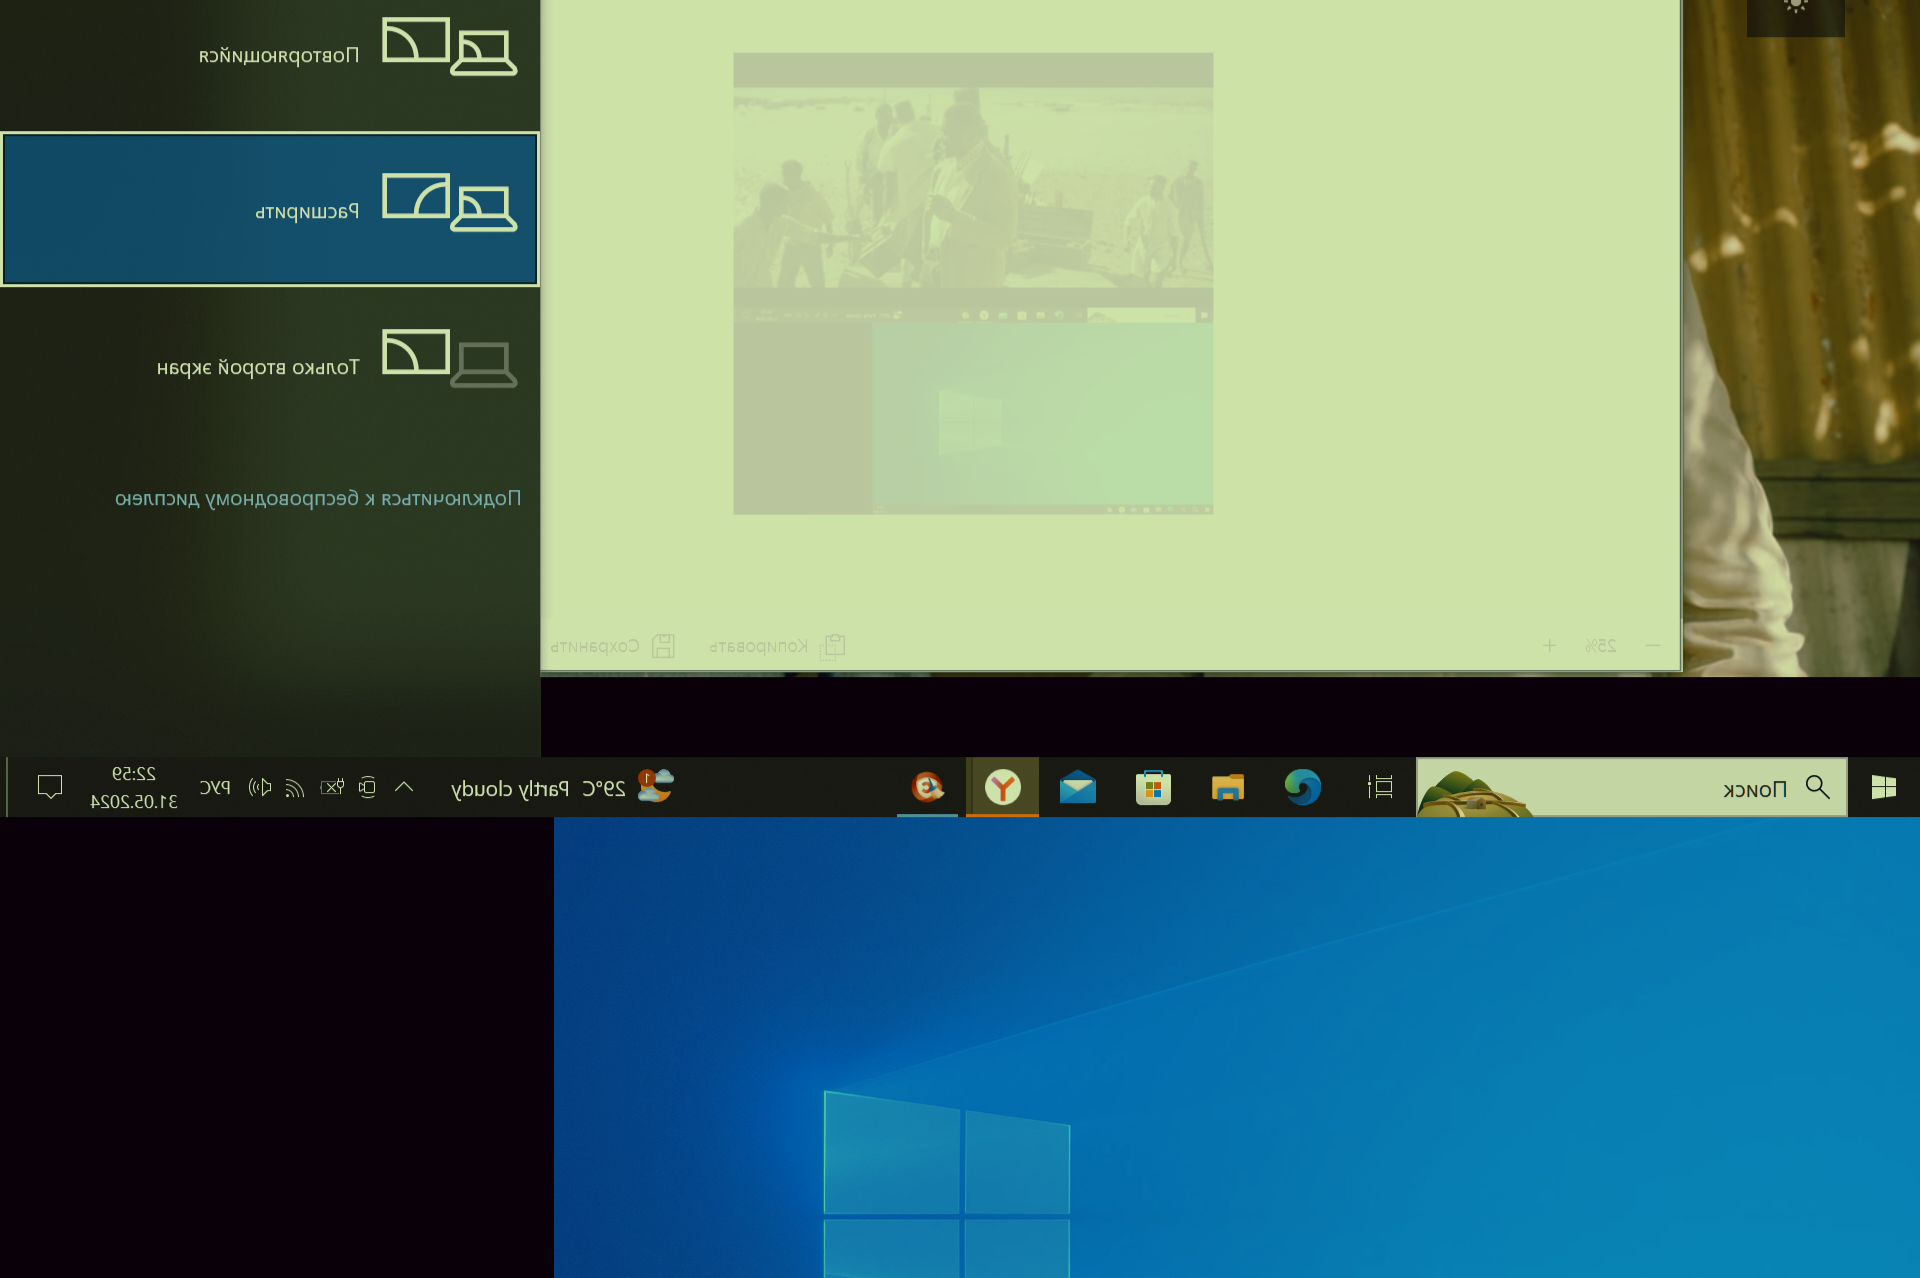 Повторяющийся
Расширить
Только второй экран
Подключиться к беспроводному дисплею
Сохранить
Копировать
25%
Поиск
29°C Partly cloudy
1
РУС
22:59
31.05.2024